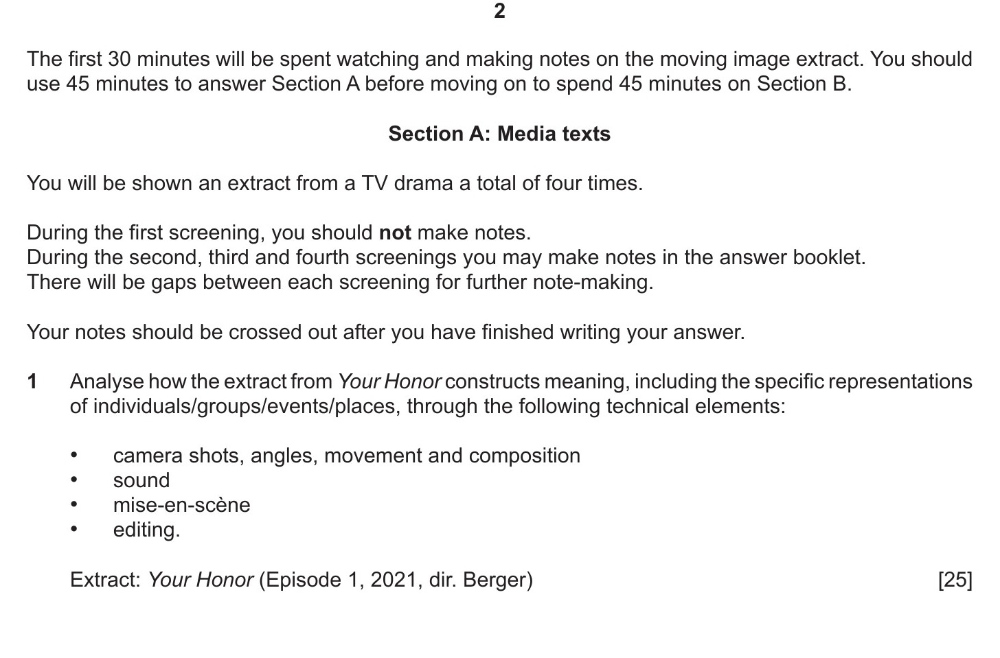 2
The first 30 minutes will be spent watching and making notes on the moving image extract. You should
use 45 minutes to answer Section A before moving on to spend 45 minutes on Section B.
Section A: Media texts
You will be shown an extract from a TV drama a total of four times.
During the first screening, you should not make notes.
During the second, third and fourth screenings you may make notes in the answer booklet.
There will be gaps between each screening for further note-making.
Your notes should be crossed out after you have finished writing your answer.
1 Analyse how the extract from Your Honor constructs meaning, including the specific representations
of individuals/groups/events/places, through the following technical elements:
• camera shots, angles, movement and composition
• sound
• mise-en-scène
• editing.
Extract: Your Honor (Episode 1, 2021, dir. Berger) [25]